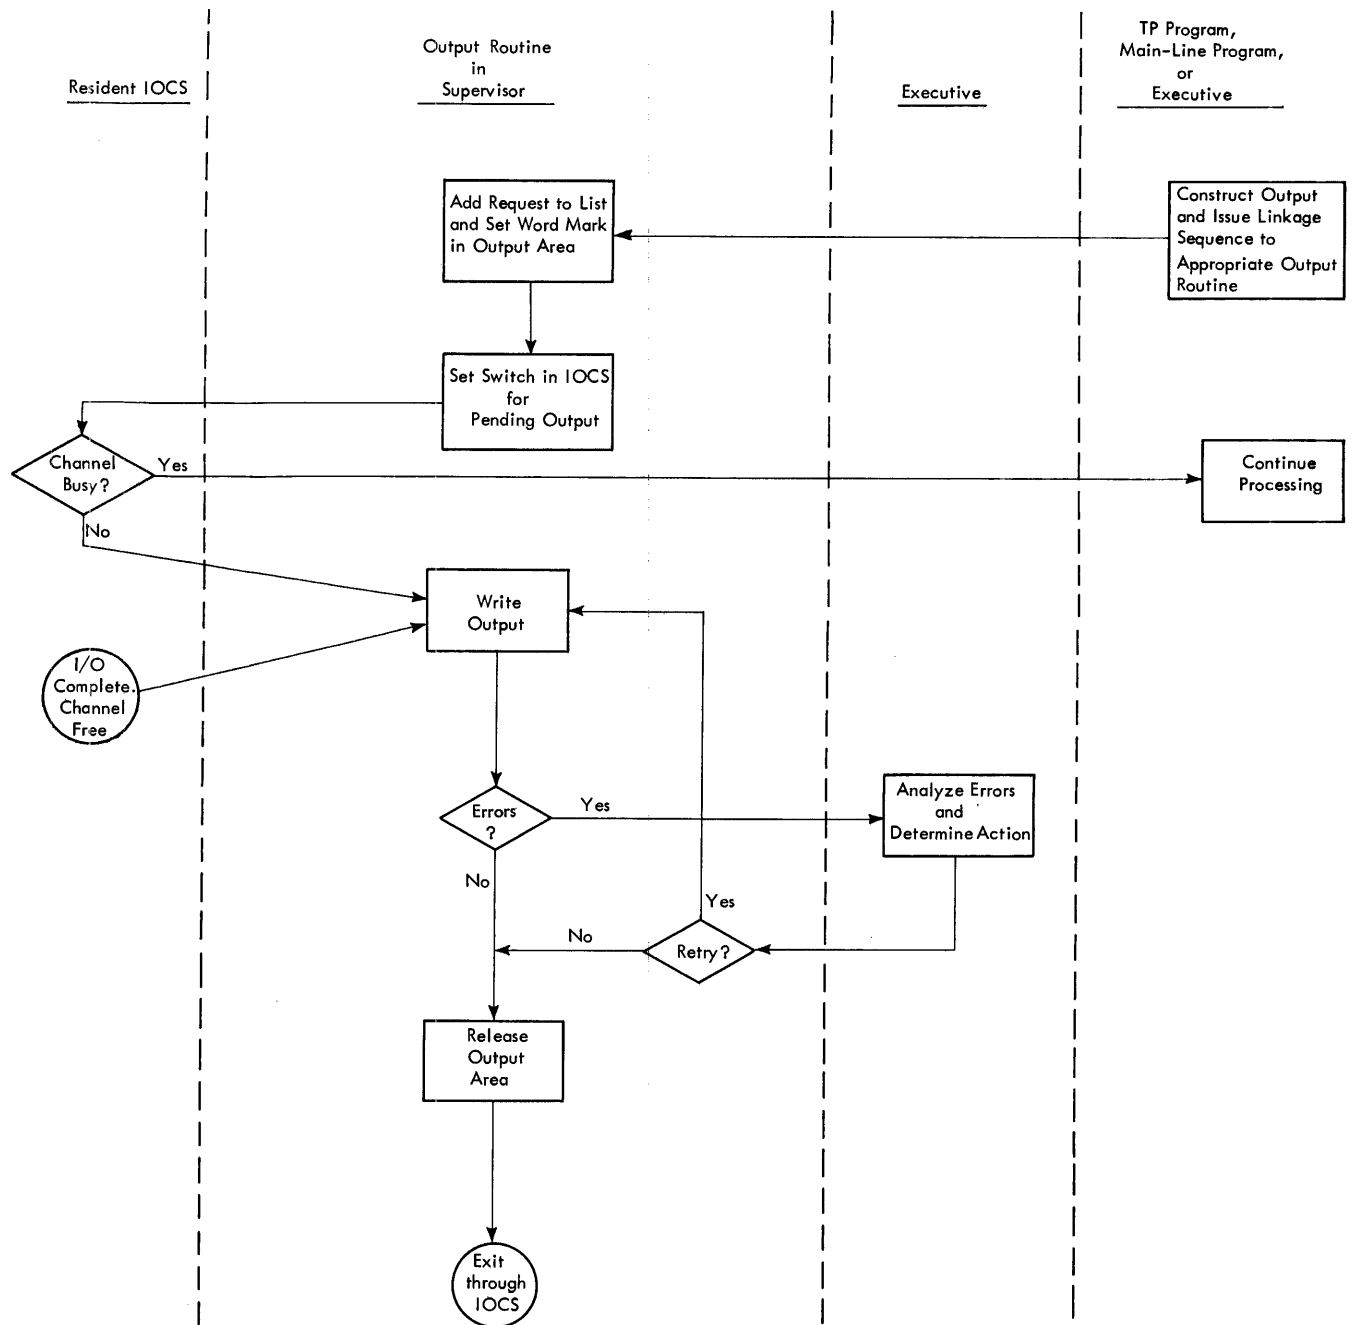 Resident IOCS
Output Routine
in
Supervisor
Executive
TP Program,
Main-Line Program,
or
Executive
Add Request to List
and Set Word Mark
in Output Area
Construct Output
and Issue Linkage
Sequence to
Appropriate Output
Routine
Set Switch in IOCS
for
Pending Output
Channel
Busy?
Yes
No
Continue
Processing
Write
Output
I/O
Complete.
Channel
Free
Errors
?
Yes
No
Analyze Errors
and
Determine Action
Yes
No
Retry?
Release
Output
Area
Exit
through
IOCS